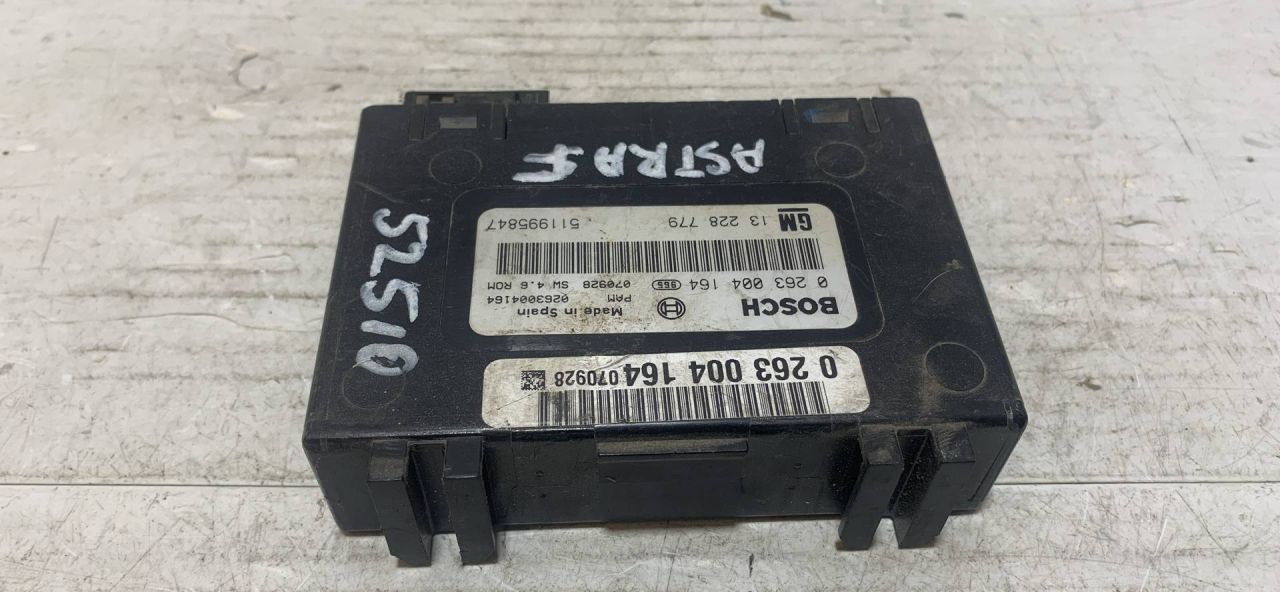 0 263 004 164 070928
BOSCH Made in Spain
PAM 0263004164
0 263 004 164 966 070928 SW 4.6 ROM
GM 13 228 779 511995847
ASTRA
52510